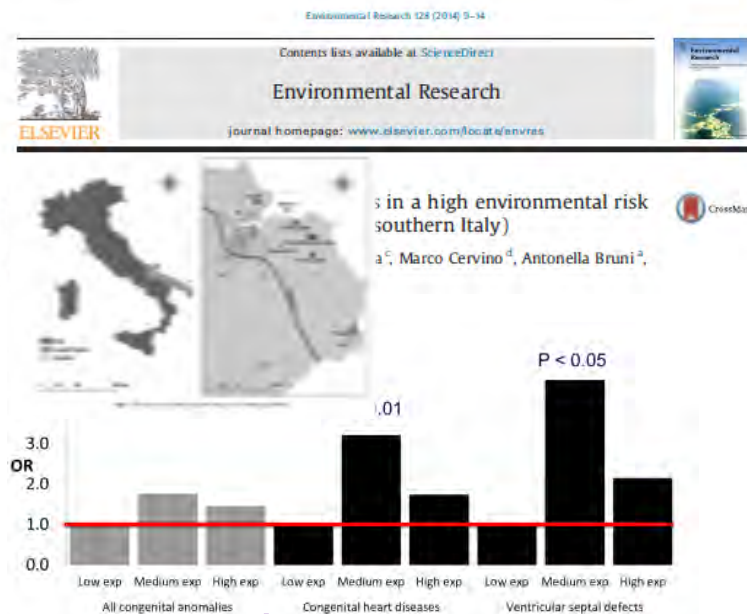 Environmental Research 128 (2014) 9–14
Contents lists available at ScienceDirect
Environmental Research
ELSEVIER
journal homepage: www.elsevier.com/locate/envres
Environmental
Research
s in a high environmental risk
southern Italy)
CrossMar
a c, Marco Cervino d, Antonella Bruni a,
P < 0.05
.01
3.0
OR
2.0
1.0
0.0
Low exp Medium exp High exp Low exp Medium exp High exp Low exp Medium exp High exp
All congenital anomalies Congenital heart diseases Ventricular septal defects